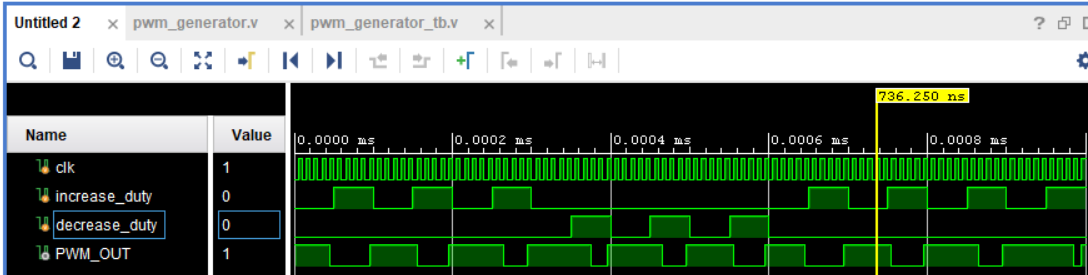 Untitled 2 × pwm_generator.v × pwm_generator_tb.v × ?
736.250 ns
Name Value 0.0000 ms 0.0002 ms 0.0004 ms 0.0006 ms 0.0008 ms
clk 1
increase_duty 0
decrease_duty 0
PWM_OUT 1